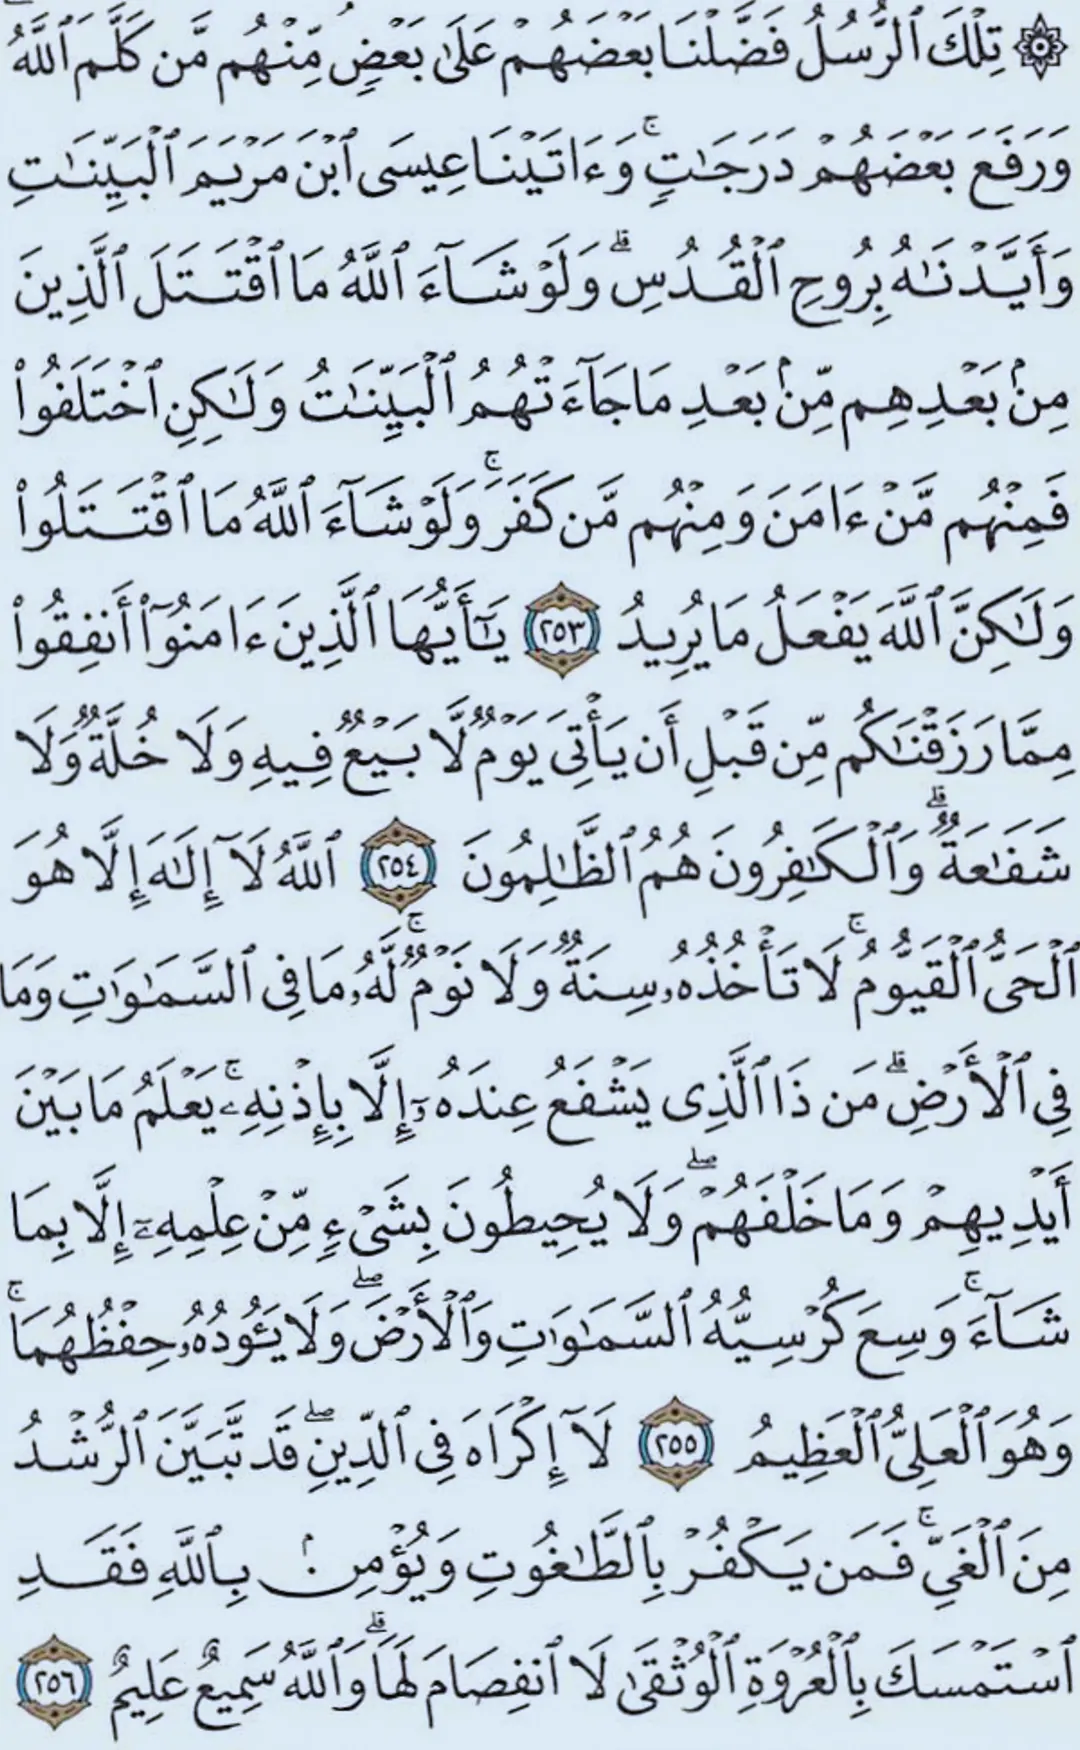 ۞ تِلْكَ ٱلرُّسُلُ فَضَّلْنَا بَعْضَهُمْ عَلَىٰ بَعْضٍۘ مِّنْهُم مَّن كَلَّمَ ٱللَّهُۖ
وَرَفَعَ بَعْضَهُمْ دَرَجَٰتٍۚ وَءَاتَيْنَا عِيسَى ٱبْنَ مَرْيَمَ ٱلْبَيِّنَٰتِ
وَأَيَّدْنَٰهُ بِرُوحِ ٱلْقُدُسِۗ وَلَوْ شَآءَ ٱللَّهُ مَا ٱقْتَتَلَ ٱلَّذِينَ
مِنۢ بَعْدِهِم مِّنۢ بَعْدِ مَا جَآءَتْهُمُ ٱلْبَيِّنَٰتُ وَلَٰكِنِ ٱخْتَلَفُوا۟
فَمِنْهُم مَّنْ ءَامَنَ وَمِنْهُم مَّن كَفَرَۚ وَلَوْ شَآءَ ٱللَّهُ مَا ٱقْتَتَلُوا۟
وَلَٰكِنَّ ٱللَّهَ يَفْعَلُ مَا يُرِيدُ ٢٥٣ يَٰٓأَيُّهَا ٱلَّذِينَ ءَامَنُوٓا۟ أَنفِقُوا۟
مِمَّا رَزَقْنَٰكُم مِّن قَبْلِ أَن يَأْتِىَ يَوْمٌ لَّا بَيْعٌ فِيهِ وَلَا خُلَّةٌ وَلَا
شَفَٰعَةٌۗ وَٱلْكَٰفِرُونَ هُمُ ٱلظَّٰلِمُونَ ٢٥٤ ٱللَّهُ لَآ إِلَٰهَ إِلَّا هُوَ
ٱلْحَىُّ ٱلْقَيُّومُۚ لَا تَأْخُذُهُۥ سِنَةٌ وَلَا نَوْمٌۚ لَّهُۥ مَا فِى ٱلسَّمَٰوَٰتِ وَمَا
فِى ٱلْأَرْضِۗ مَن ذَا ٱلَّذِى يَشْفَعُ عِندَهُۥٓ إِلَّا بِإِذْنِهِۦۚ يَعْلَمُ مَا بَيْنَ
أَيْدِيهِمْ وَمَا خَلْفَهُمْۖ وَلَا يُحِيطُونَ بِشَىْءٍ مِّنْ عِلْمِهِۦٓ إِلَّا بِمَا
شَآءَۚ وَسِعَ كُرْسِيُّهُ ٱلسَّمَٰوَٰتِ وَٱلْأَرْضَۖ وَلَا يَـُٔودُهُۥ حِفْظُهُمَاۚ
وَهُوَ ٱلْعَلِىُّ ٱلْعَظِيمُ ٢٥٥ لَآ إِكْرَاهَ فِى ٱلدِّينِۖ قَد تَّبَيَّنَ ٱلرُّشْدُ
مِنَ ٱلْغَىِّۚ فَمَن يَكْفُرْ بِٱلطَّٰغُوتِ وَيُؤْمِنۢ بِٱللَّهِ فَقَدِ
ٱسْتَمْسَكَ بِٱلْعُرْوَةِ ٱلْوُثْقَىٰ لَا ٱنفِصَامَ لَهَاۗ وَٱللَّهُ سَمِيعٌ عَلِيمٌ ٢٥٦